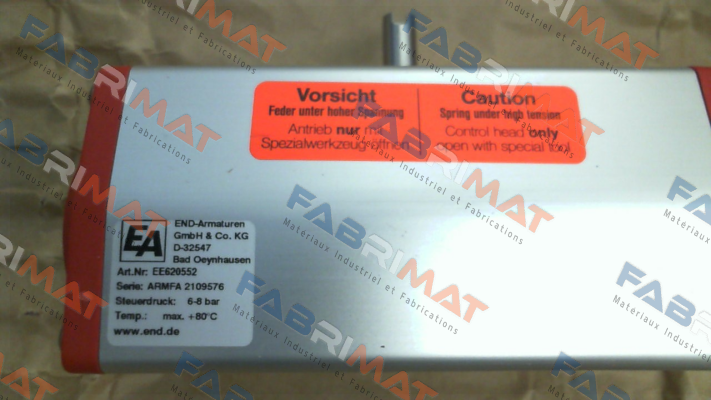 Vorsicht
Feder unter hoher Spannung
Antrieb nur mit
Spezialwerkzeug öffnen
Caution
Spring under high tension
Control head only
open with special tool
EA
END-Armaturen
GmbH & Co. KG
D-32547
Bad Oeynhausen
Art.Nr: EE620552
Serie: ARMFA 2109576
Steuerdruck: 6-8 bar
Temp.: max. +80°C
www.end.de
FABRIMAT
Materiaux Industriel et Fabrications